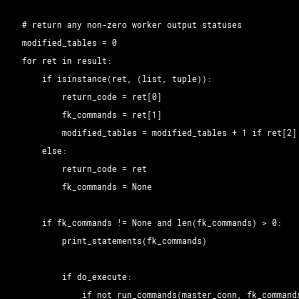 # return any non-zero worker output statuses
modified_tables = 0
for ret in result:
if isinstance(ret, (list, tuple)):
return_code = ret[0]
fk_commands = ret[1]
modified_tables = modified_tables + 1 if ret[2]
else:
return_code = ret
fk_commands = None
if fk_commands != None and len(fk_commands) > 0:
print_statements(fk_commands)
if do_execute:
if not run_commands(master_conn, fk_commands